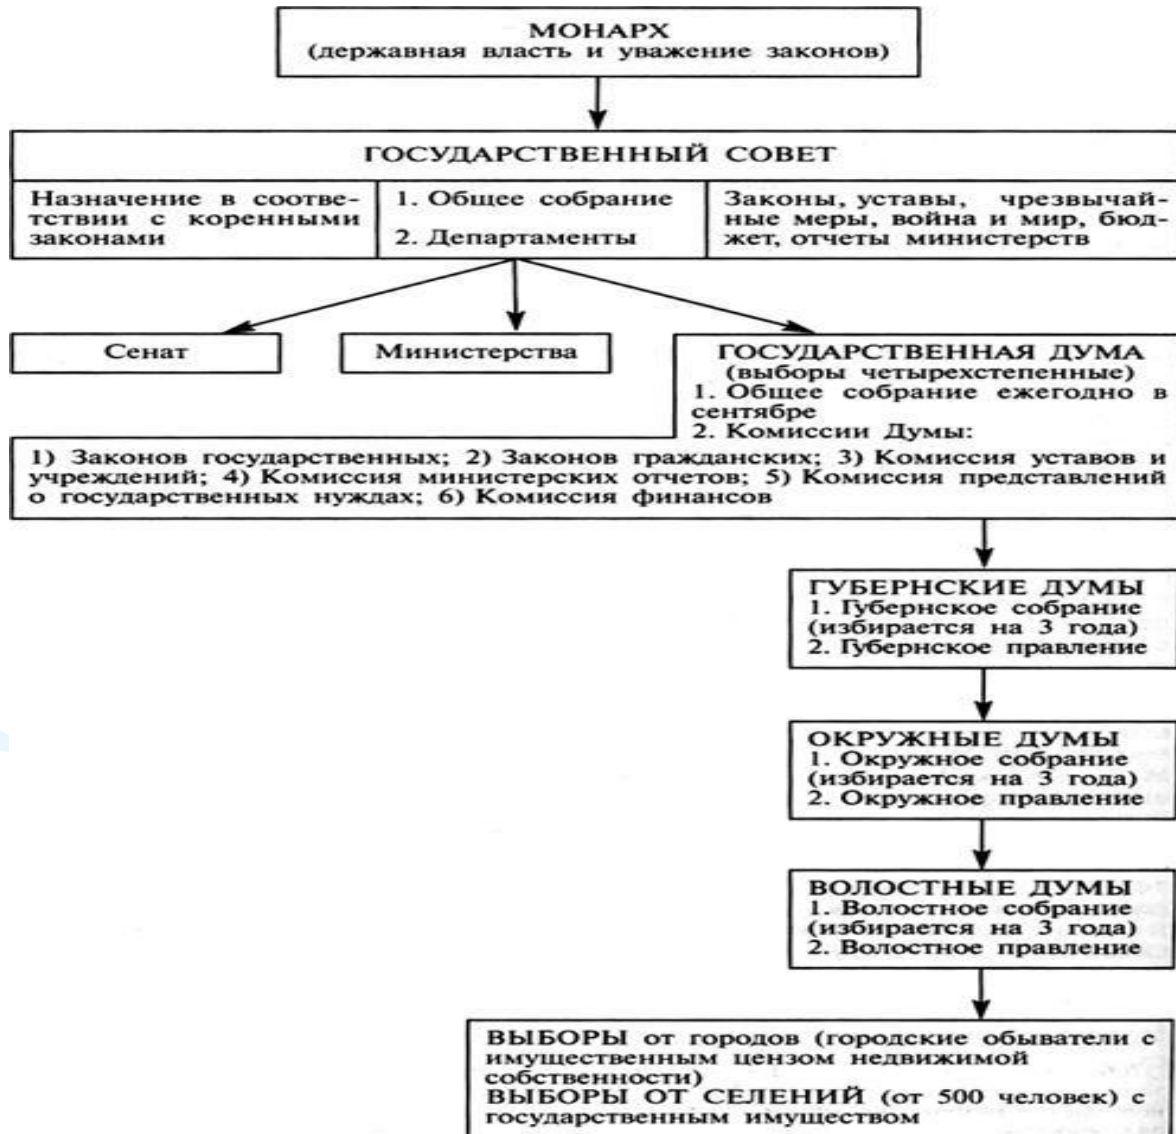 МОНАРХ
(державная власть и уважение законов)
ГОСУДАРСТВЕННЫЙ СОВЕТ
Назначение в соотве-
тствии с коренными
законами
1. Общее собрание
2. Департаменты
Законы, уставы, чрезвычай-
ные меры, война и мир, бюд-
жет, отчеты министерств
Сенат
Министерства
ГОСУДАРСТВЕННАЯ ДУМА
(выборы четырехстепенные)
1. Общее собрание ежегодно в
сентябре
2. Комиссии Думы:
1) Законов государственных; 2) Законов гражданских; 3) Комиссия уставов и
учреждений; 4) Комиссия министерских отчетов; 5) Комиссия представлений
о государственных нуждах; 6) Комиссия финансов
ГУБЕРНСКИЕ ДУМЫ
1. Губернское собрание
(избирается на 3 года)
2. Губернское правление
ОКРУЖНЫЕ ДУМЫ
1. Окружное собрание
(избирается на 3 года)
2. Окружное правление
ВОЛОСТНЫЕ ДУМЫ
1. Волостное собрание
(избирается на 3 года)
2. Волостное правление
ВЫБОРЫ от городов (городские обыватели с
имущественным цензом недвижимой
собственности)
ВЫБОРЫ ОТ СЕЛЕНИЙ (от 500 человек) с
государственным имуществом